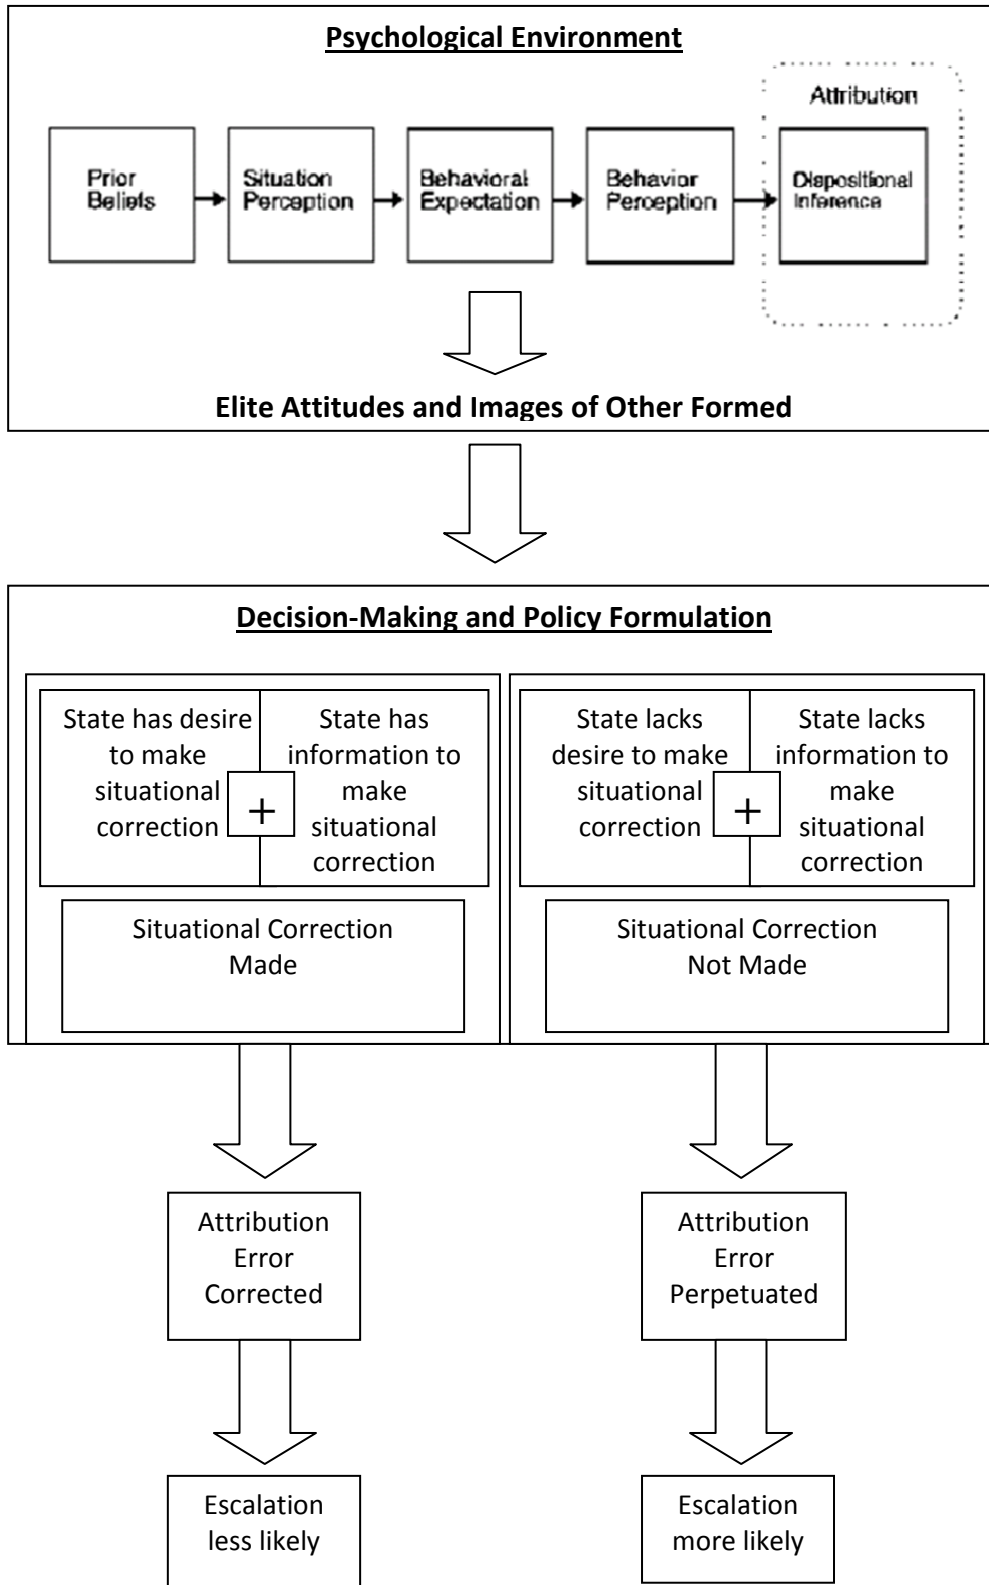 Psychological Environment
Attribution
Prior
Beliefs
Situation
Perception
Behavioral
Expectation
Behavior
Perception
Dispositional
Inference
Elite Attitudes and Images of Other Formed
Decision-Making and Policy Formulation
State has desire
to make
situational
correction
+
State has
information to
make
situational
correction
State lacks
desire to make
situational
correction
+
State lacks
information to
make
situational
correction
Situational Correction
Made
Situational Correction
Not Made
Attribution
Error
Corrected
Attribution
Error
Perpetuated
Escalation
less likely
Escalation
more likely